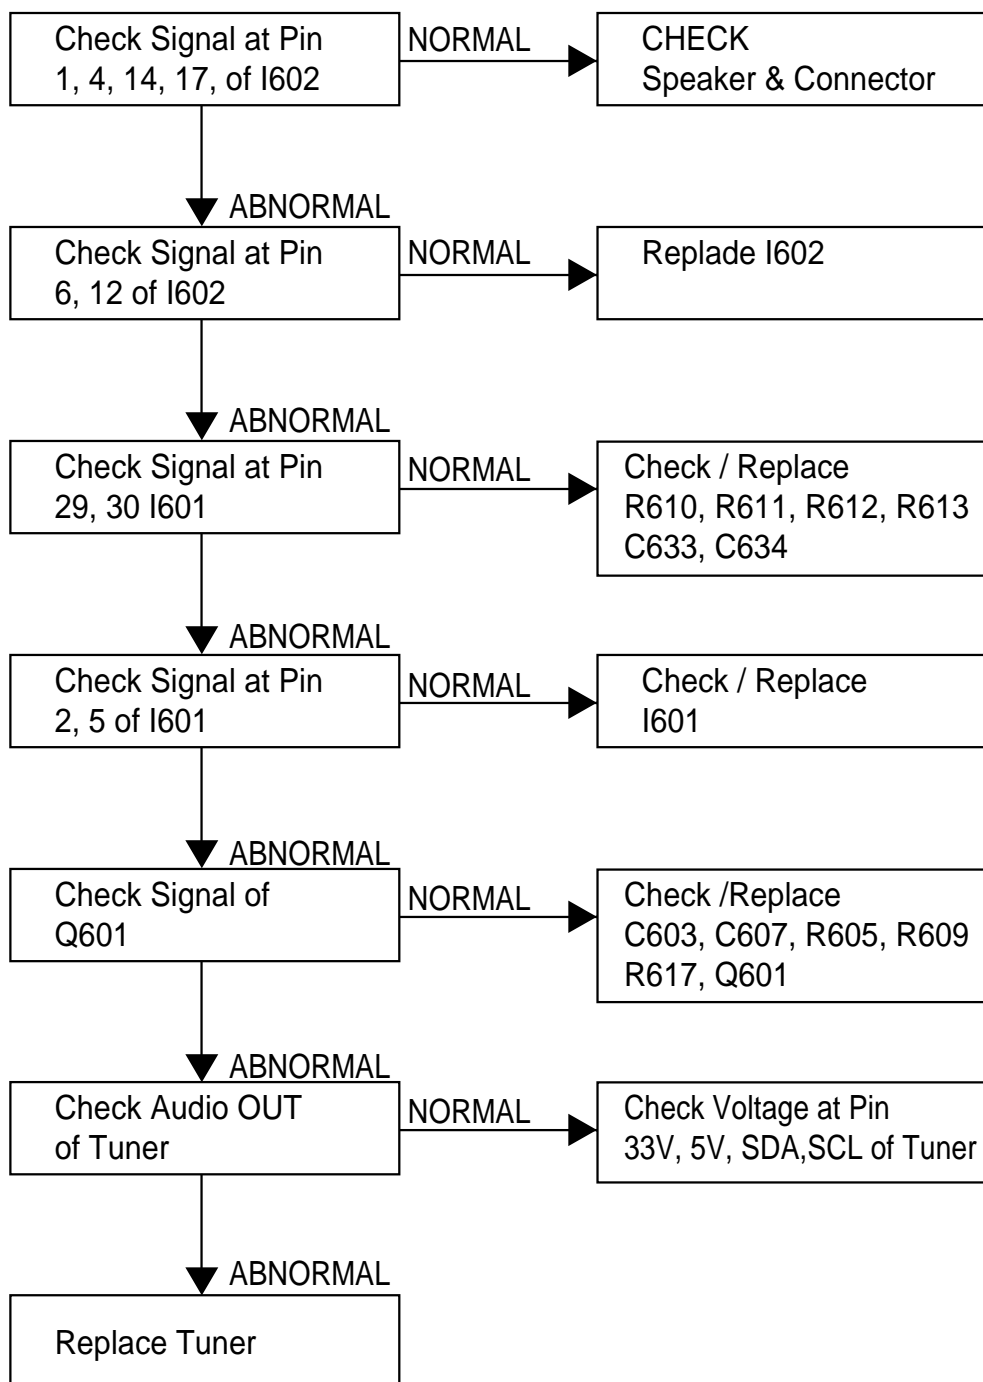 Check Signal at Pin
1, 4, 14, 17, of I602
NORMAL
CHECK
Speaker & Connector
ABNORMAL
Check Signal at Pin
6, 12 of I602
NORMAL
Replade I602
ABNORMAL
Check Signal at Pin
29, 30 I601
NORMAL
Check / Replace
R610, R611, R612, R613
C633, C634
ABNORMAL
Check Signal at Pin
2, 5 of I601
NORMAL
Check / Replace
I601
ABNORMAL
Check Signal of
Q601
NORMAL
Check /Replace
C603, C607, R605, R609
R617, Q601
ABNORMAL
Check Audio OUT
of Tuner
NORMAL
Check Voltage at Pin
33V, 5V, SDA,SCL of Tuner
ABNORMAL
Replace Tuner